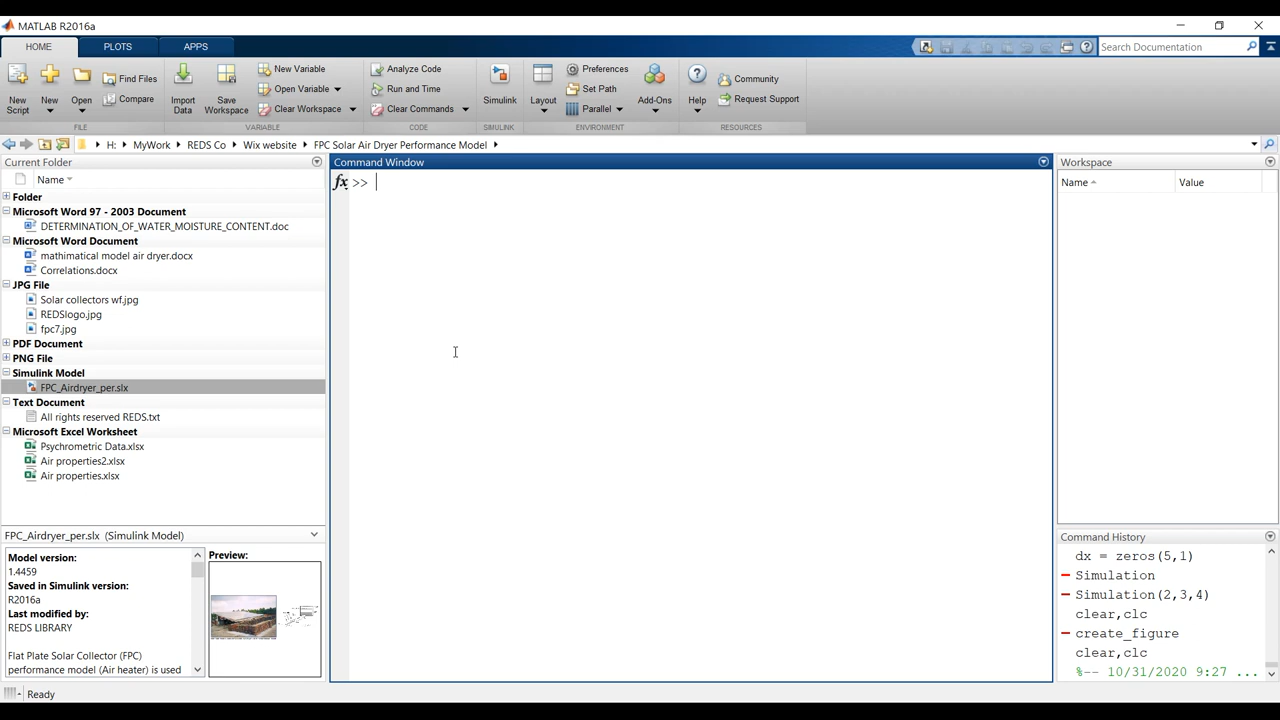 MATLAB R2016a
HOME
PLOTS
APPS
Search Documentation
New Script
New
Open
Find Files
Compare
Import Data
Save Workspace
New Variable
Open Variable
Clear Workspace
Analyze Code
Run and Time
Clear Commands
Simulink
Layout
Preferences
Set Path
Parallel
Add-Ons
Help
Community
Request Support
FILE
VARIABLE
CODE
SIMULINK
ENVIRONMENT
RESOURCES
H: MyWork REDS Co Wix website FPC Solar Air Dryer Performance Model
Current Folder
Name
Folder
Microsoft Word 97 - 2003 Document
DETERMINATION_OF_WATER_MOISTURE_CONTENT.doc
Microsoft Word Document
mathimatical model air dryer.docx
Correlations.docx
JPG File
Solar collectors wf.jpg
REDSlogo.jpg
fpc7.jpg
PDF Document
PNG File
Simulink Model
FPC_Airdryer_per.slx
Text Document
All rights reserved REDS.txt
Microsoft Excel Worksheet
Psychrometric Data.xlsx
Air properties2.xlsx
Air properties.xlsx
FPC_Airdryer_per.slx (Simulink Model)
Model version:
1.4459
Saved in Simulink version:
R2016a
Last modified by:
REDS LIBRARY
Flat Plate Solar Collector (FPC)
performance model (Air heater) is used
Preview:
Command Window
fx >>
Workspace
Name
Value
Command History
dx = zeros(5,1)
Simulation
Simulation(2,3,4)
clear,clc
create_figure
clear,clc
%-- 10/31/2020 9:27 ...
Ready